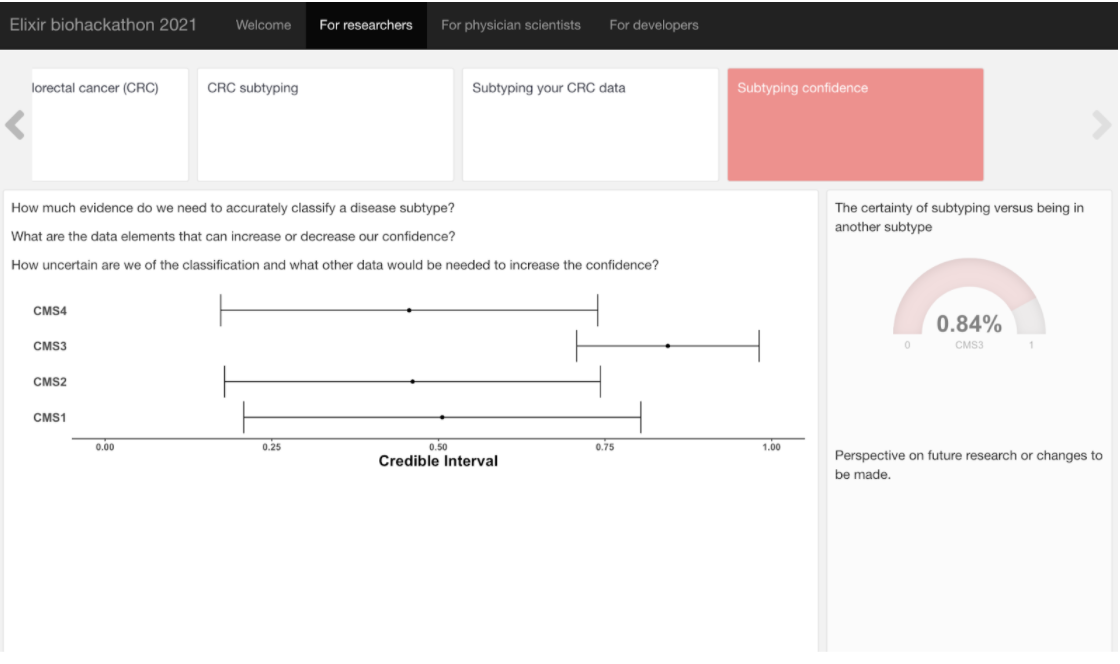 Elixir biohackathon 2021 Welcome For researchers For physician scientists For developers
lorectal cancer (CRC) CRC subtyping Subtyping your CRC data Subtyping confidence
How much evidence do we need to accurately classify a disease subtype?
What are the data elements that can increase or decrease our confidence?
How uncertain are we of the classification and what other data would be needed to increase the confidence?
CMS4
CMS3
CMS2
CMS1
0.00 0.25 0.50 0.75 1.00
Credible Interval
The certainty of subtyping versus being in
another subtype
0.84%
0 CMS3 1
Perspective on future research or changes to
be made.